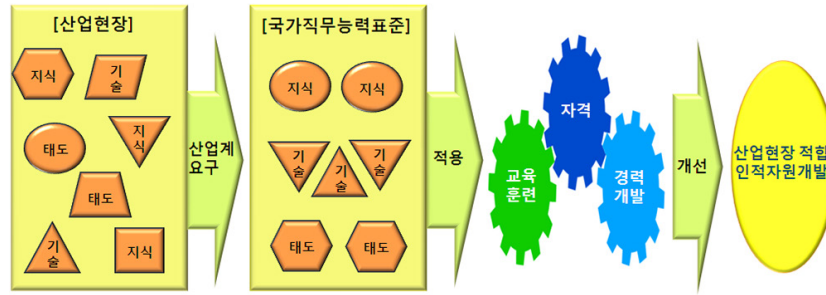 [산업현장]
지식
기
술
태도
지
식
태도
기
술
지식
산업계
요구
[국가직무능력표준]
지식
지식
기
술
기
술
기
술
태도
태도
적용
자격
교육
훈련
경력
개발
개선
산업현장 적합
인적자원개발